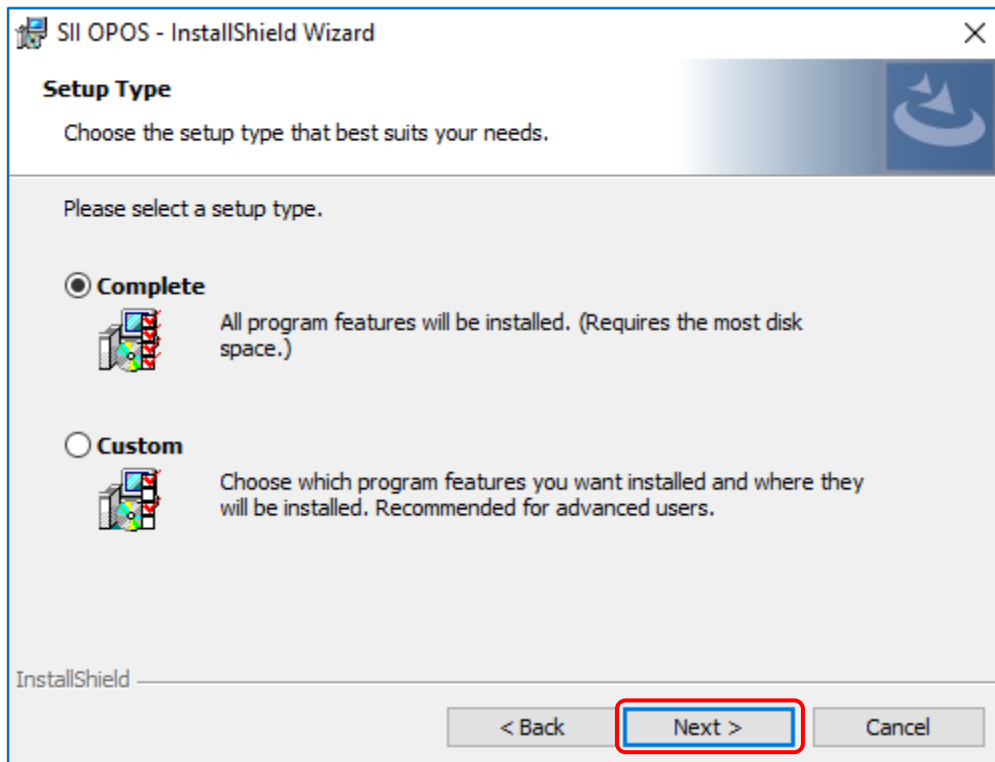 SII OPOS - InstallShield Wizard
Setup Type
Choose the setup type that best suits your needs.
Please select a setup type.
Complete
All program features will be installed. (Requires the most disk
space.)
Custom
Choose which program features you want installed and where they
will be installed. Recommended for advanced users.
InstallShield
< Back
Next >
Cancel